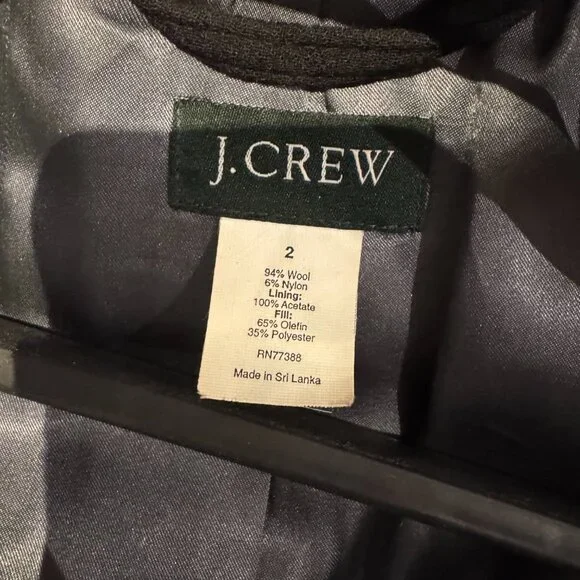 J.CREW
2
94% Wool
6% Nylon
Lining:
100% Acetate
Fill:
65% Olefin
35% Polyester
RN77388
Made in Sri Lanka